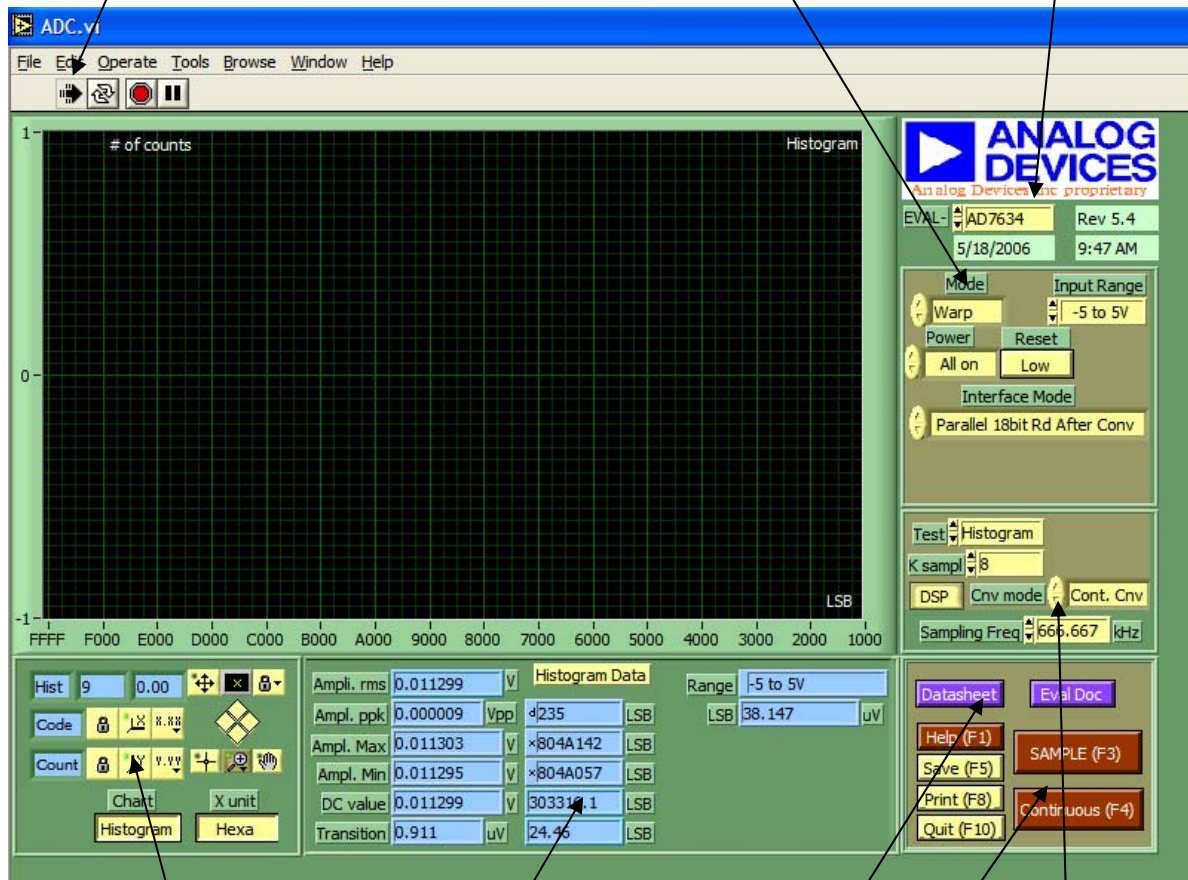 ADC.vi
File Edit Operate Tools Browse Window Help
1
# of counts
Histogram
0
-1
LSB
FFFF F000 E000 D000 C000 B000 A000 9000 8000 7000 6000 5000 4000 3000 2000 1000
ANALOG
DEVICES
Analog Devices Inc proprietary
EVAL- AD7634 Rev 5.4
5/18/2006 9:47 AM
Mode Input Range
Warp -5 to 5V
Power Reset
All on Low
Interface Mode
Parallel 18bit Rd After Conv
Test Histogram
K sampl 8
DSP Cnv mode Cont. Cnv
Sampling Freq 666.667 kHz
Hist 9 0.00
Code X X.XX
Count Y Y.YY
Chart X unit
Histogram Hexa
Histogram Data
Ampli. rms 0.011299 V
Ampl. ppk 0.000009 Vpp d235 LSB
Ampl. Max 0.011303 V x804A142 LSB
Ampl. Min 0.011295 V x804A057 LSB
DC value 0.011299 V LSB
Transition 0.911 uV 24.46 LSB
Range -5 to 5V
LSB 38.147 uV
Datasheet Eval Doc
Help (F1)
SAMPLE (F3)
Save (F5)
Print (F8)
Continuous (F4)
Quit (F10)